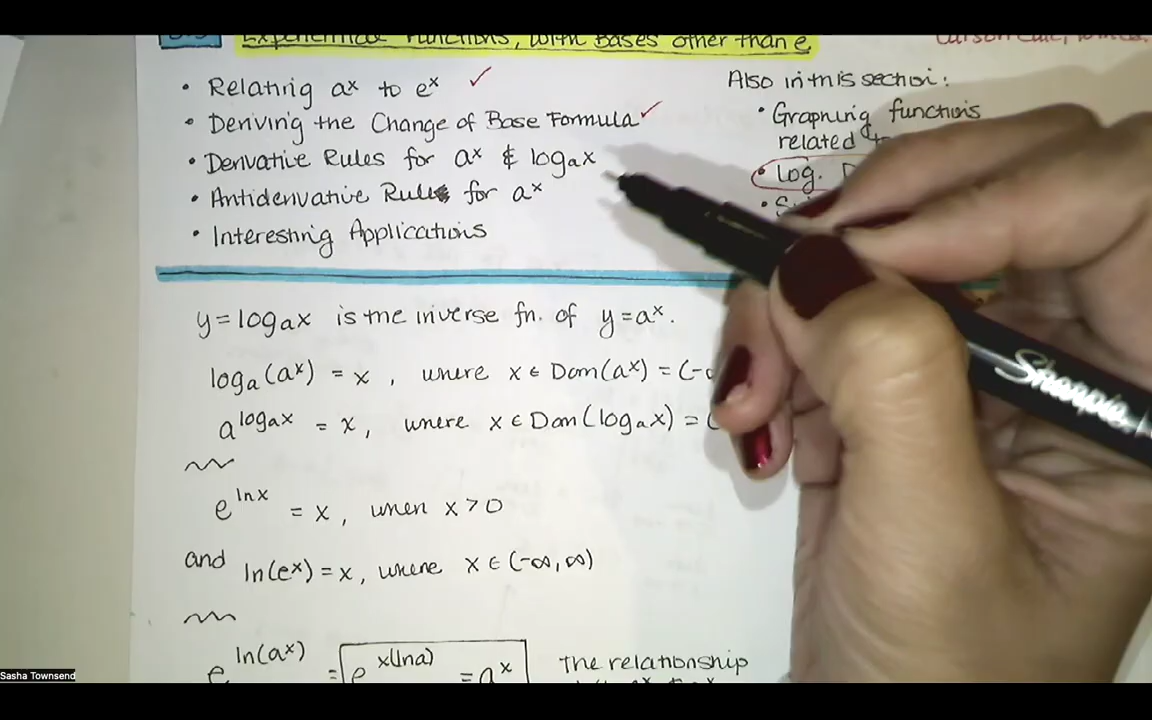 Exponential Functions, with Bases other than e
• Relating aˣ to eˣ ✓
• Deriving the Change of Base Formula ✓
• Derivative Rules for aˣ & logₐx
• Antiderivative Rules for aˣ
• Interesting Applications
Also in this section:
• Graphing functions
related
• Log.
y = logₐx is the inverse fn. of y = aˣ.
logₐ(aˣ) = x , where x ∈ Dom(aˣ) = (-
a^(logₐx) = x, where x ∈ Dom(logₐx) = (
e^(ln x) = x, when x > 0
and ln(eˣ) = x, where x ∈ (-∞, ∞)
e^(ln(aˣ)) = e^(x(ln a)) = aˣ
The relationship
Sharpie
Sasha Townsend